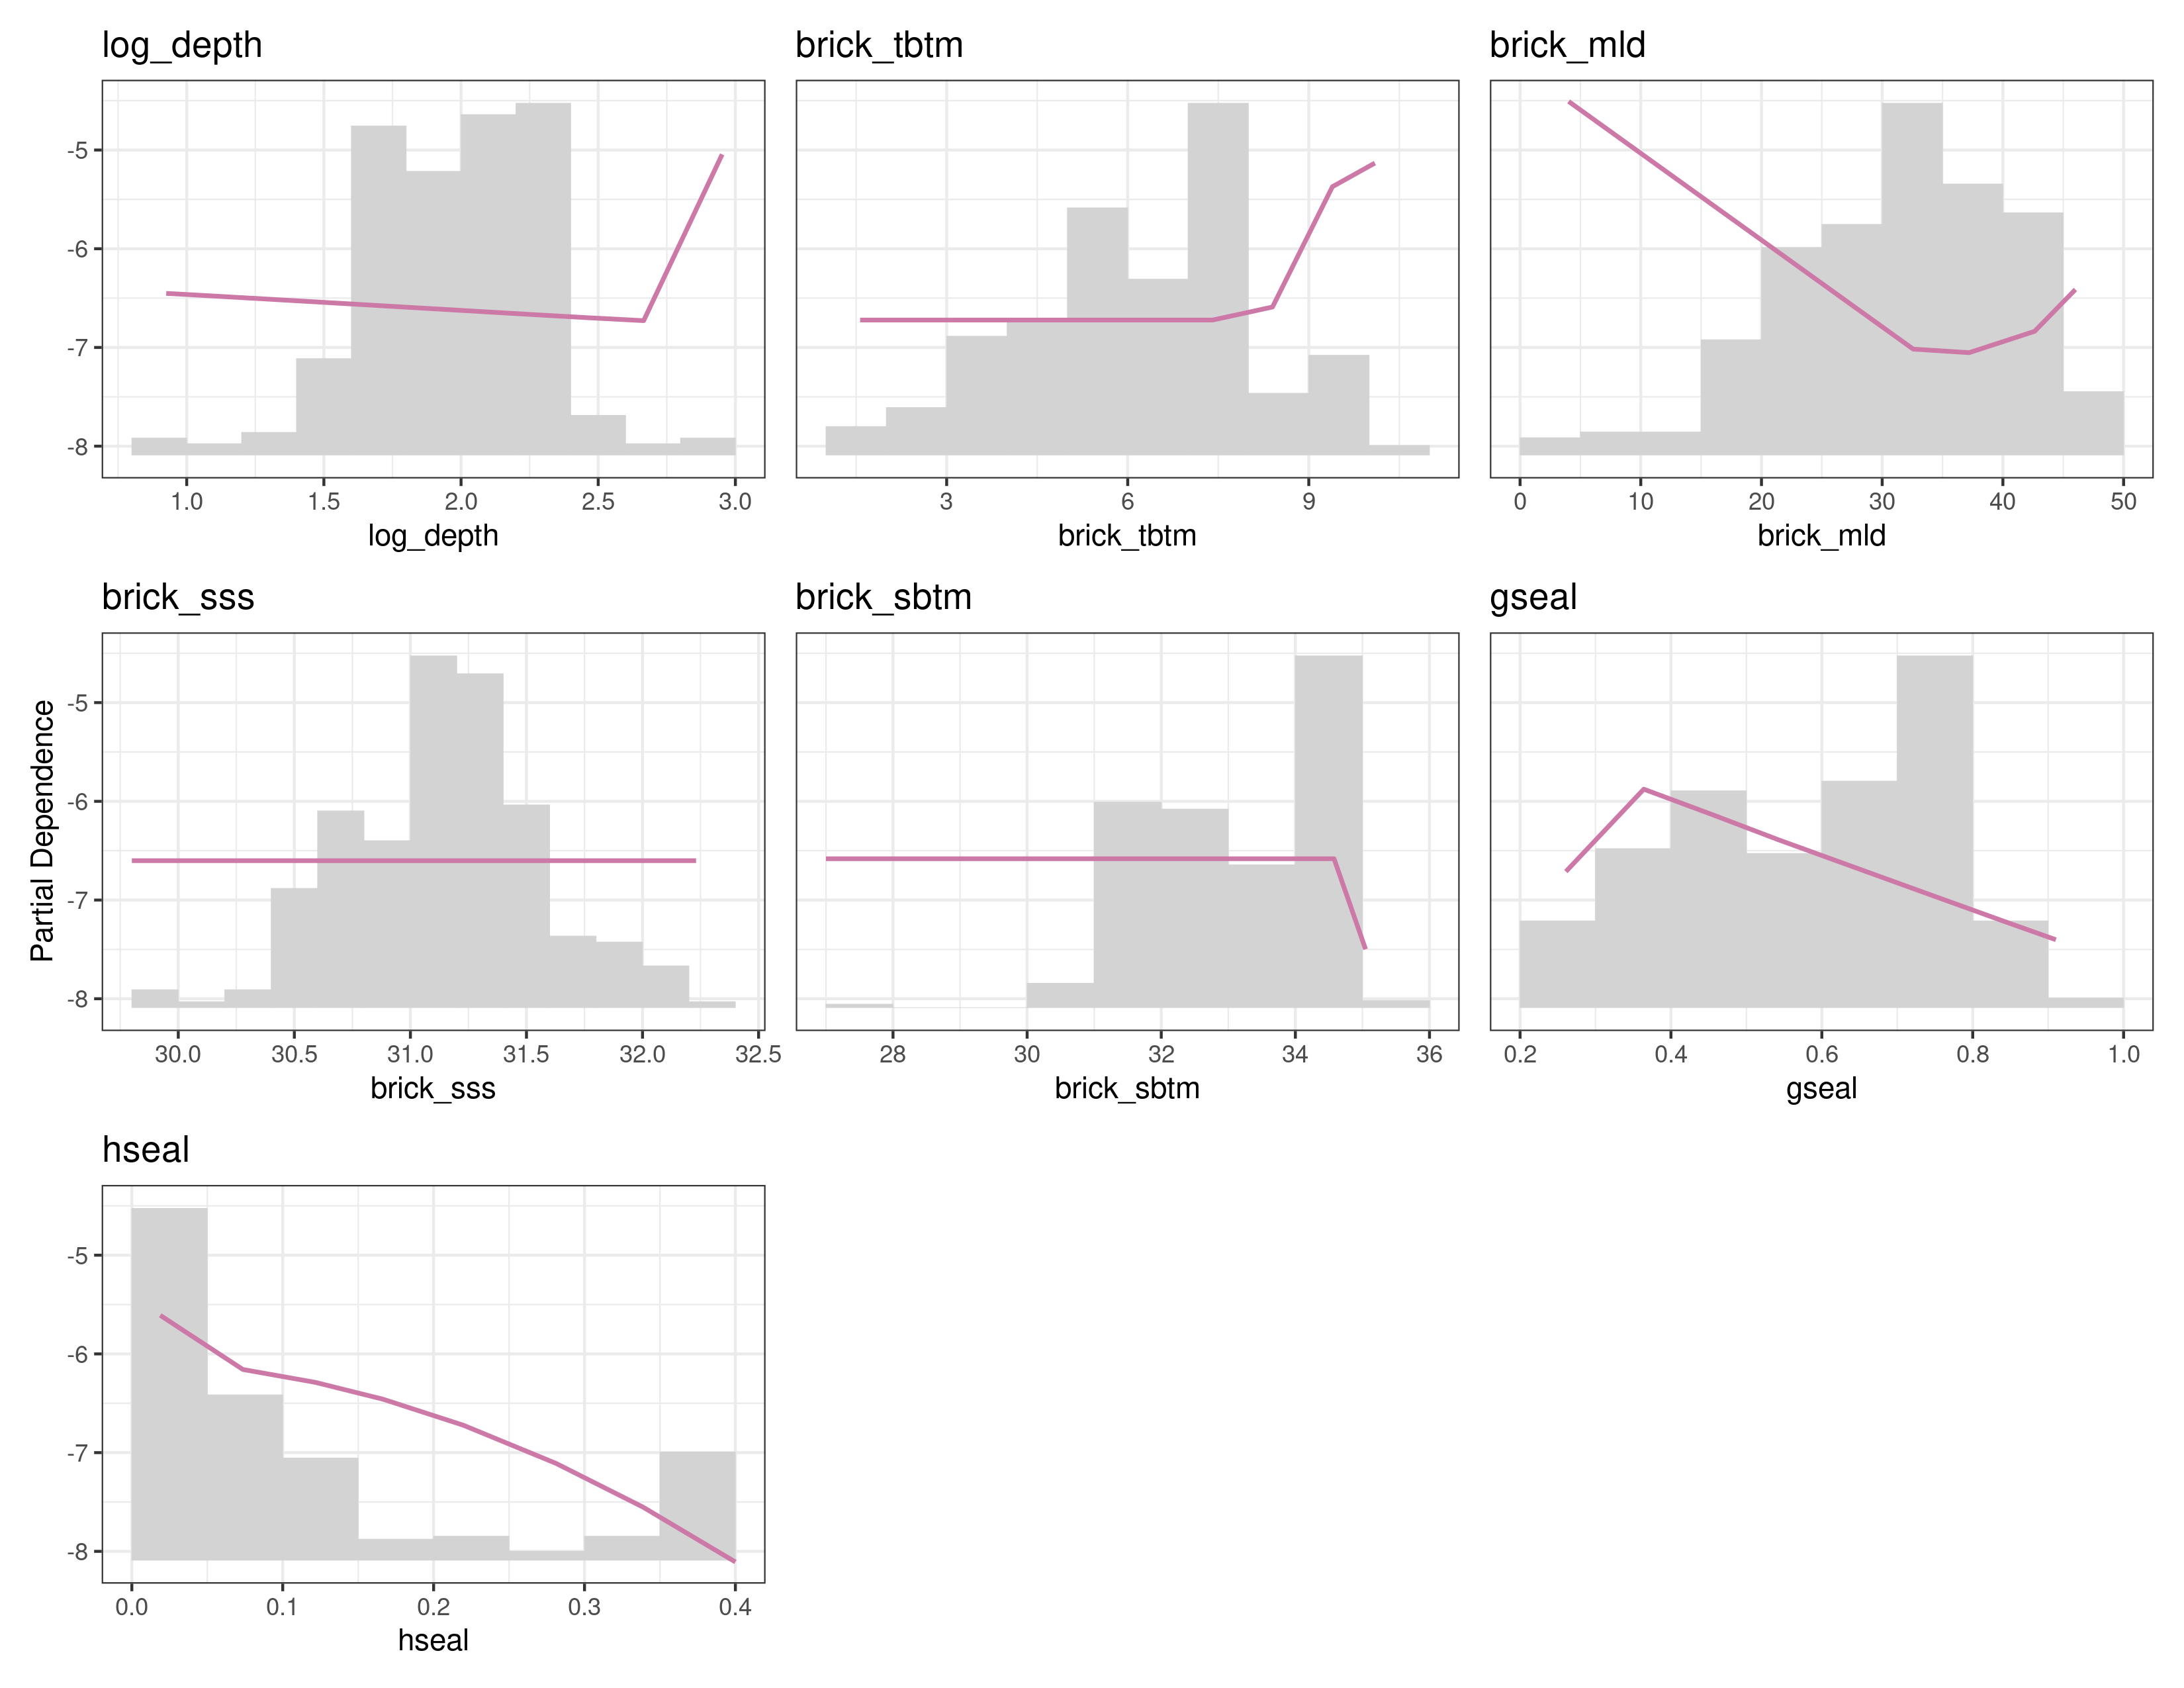 log_depth
brick_tbtm
brick_mld
-5
-6
-7
-8
1.0 1.5 2.0 2.5 3.0
3 6 9
0 10 20 30 40 50
log_depth
brick_tbtm
brick_mld
brick_sss
brick_sbtm
gseal
Partial Dependence
-5
-6
-7
-8
30.0 30.5 31.0 31.5 32.0 32.5
28 30 32 34 36
0.2 0.4 0.6 0.8 1.0
brick_sss
brick_sbtm
gseal
hseal
-5
-6
-7
-8
0.0 0.1 0.2 0.3 0.4
hseal